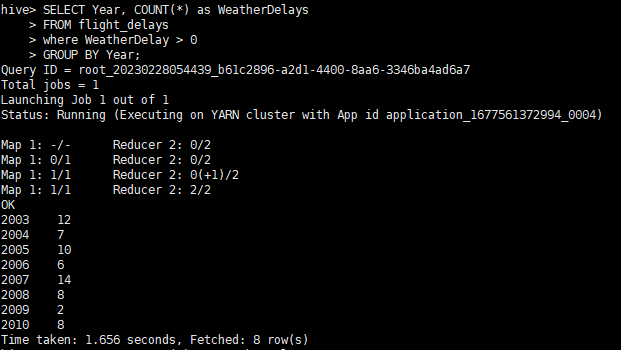 hive> SELECT Year, COUNT(*) as WeatherDelays
    > FROM flight_delays
    > where WeatherDelay > 0
    > GROUP BY Year;
Query ID = root_20230228054439_b61c2896-a2d1-4400-8aa6-3346ba4ad6a7
Total jobs = 1
Launching Job 1 out of 1
Status: Running (Executing on YARN cluster with App id application_1677561372994_0004)
Map 1: -/-      Reducer 2: 0/2
Map 1: 0/1      Reducer 2: 0/2
Map 1: 1/1      Reducer 2: 0(+1)/2
Map 1: 1/1      Reducer 2: 2/2
OK
2003    12
2004    7
2005    10
2006    6
2007    14
2008    8
2009    2
2010    8
Time taken: 1.656 seconds, Fetched: 8 row(s)